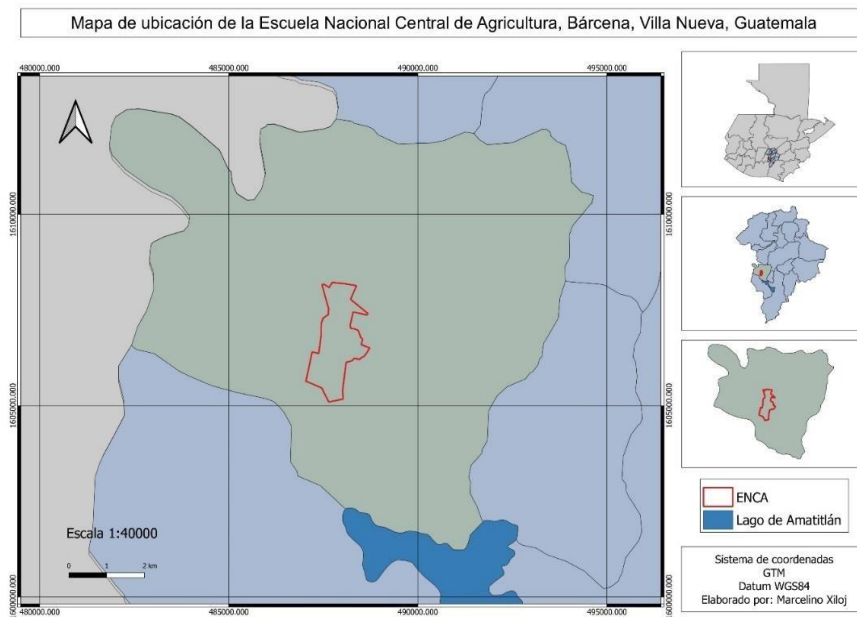 Mapa de ubicación de la Escuela Nacional Central de Agricultura, Bárcena, Villa Nueva, Guatemala
480000.000 485000.000 490000.000 495000.000
1610000.000 1610000.000
1605000.000 1605000.000
Escala 1:40000
0 1 2 km
1600000.000 1600000.000
480000.000 485000.000 490000.000 495000.000
ENCA
Lago de Amatitlán
Sistema de coordenadas
GTM
Datum WGS84
Elaborado por: Marcelino Xiloj